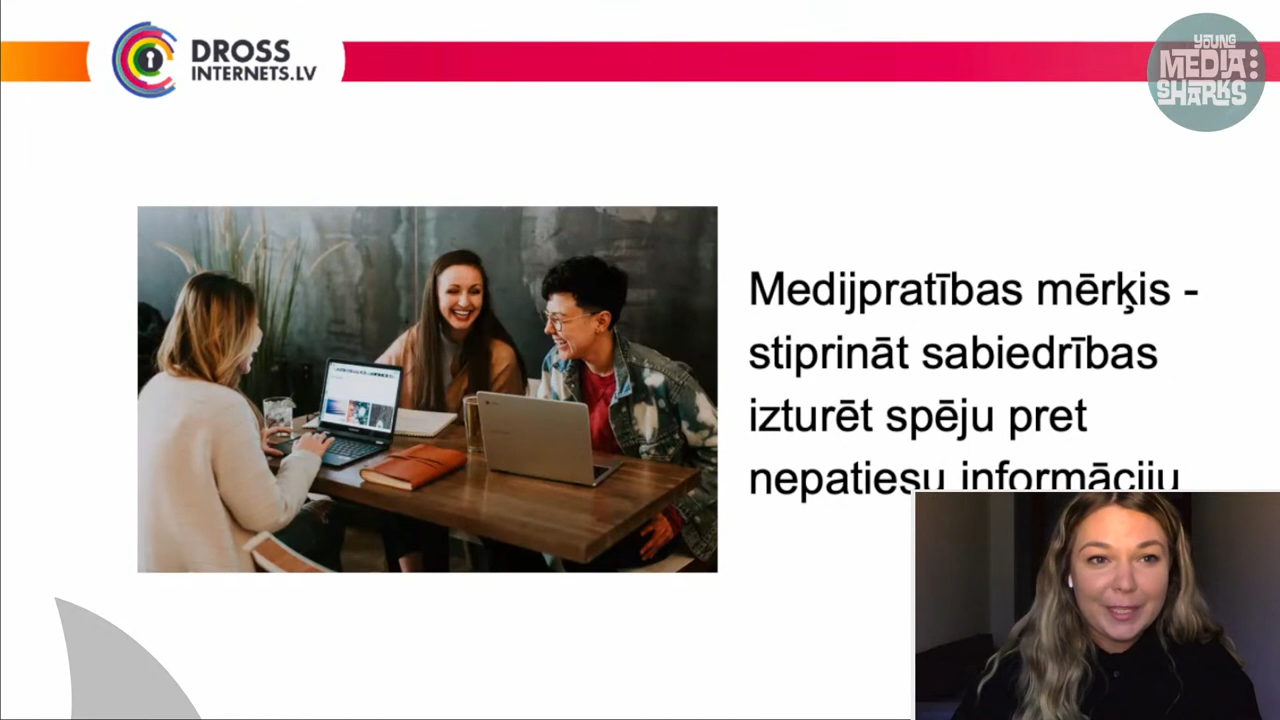 DROSS
INTERNETS.LV
YOUNG
MEDIA:
SHARKS
Medijpratības mērķis -
stiprināt sabiedrības
izturēt spēju pret
nepatiesu informāciju